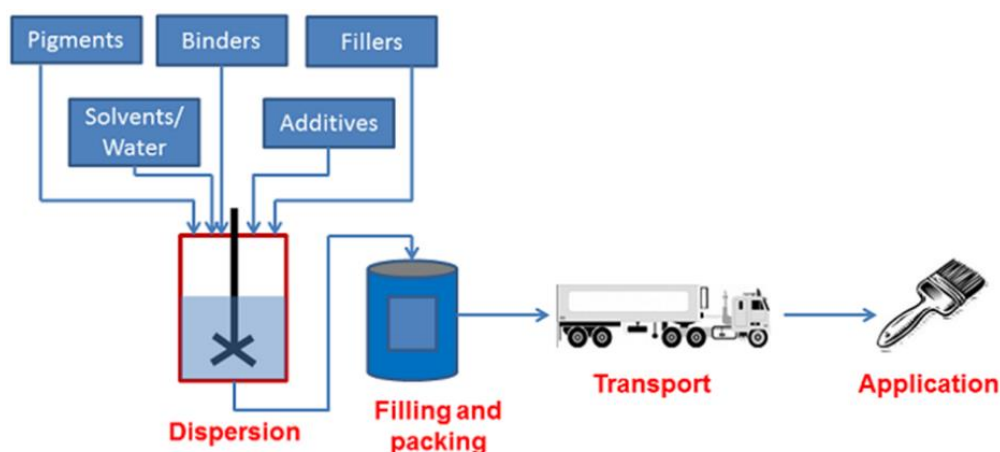 Pigments
Binders
Fillers
Solvents/
Water
Additives
Dispersion
Filling and
packing
Transport
Application